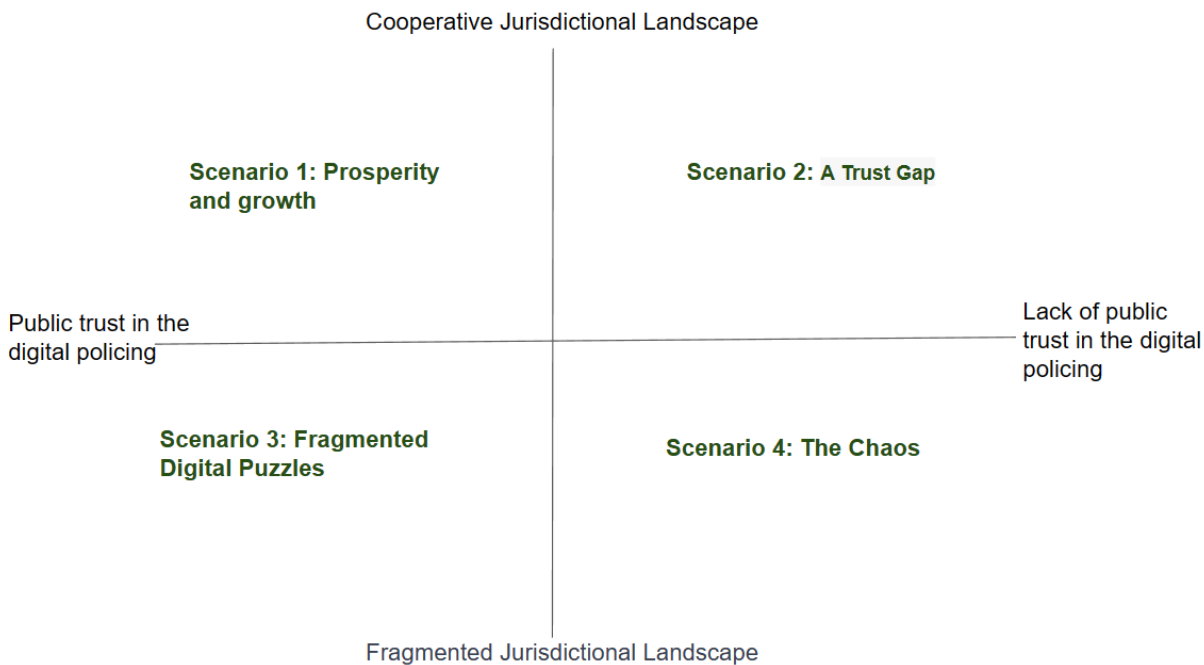 Cooperative Jurisdictional Landscape
Scenario 1: Prosperity
and growth
Scenario 2: A Trust Gap
Public trust in the
digital policing
Lack of public
trust in the digital
policing
Scenario 3: Fragmented
Digital Puzzles
Scenario 4: The Chaos
Fragmented Jurisdictional Landscape